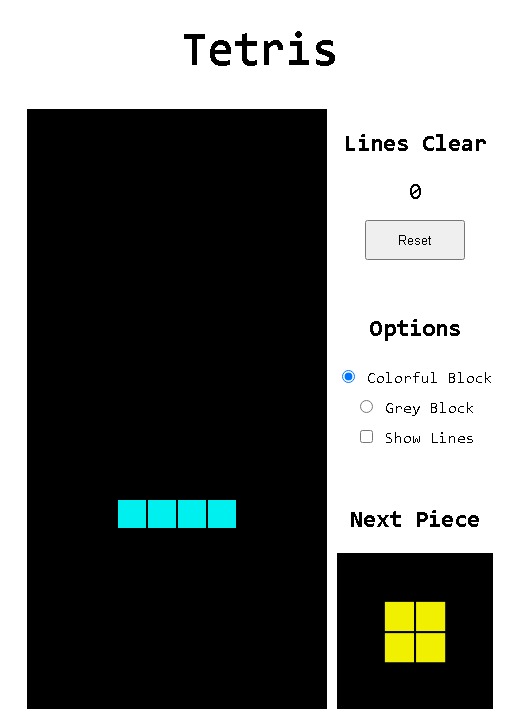 Tetris
Lines Clear
0
Reset
Options
Colorful Block
Grey Block
Show Lines
Next Piece